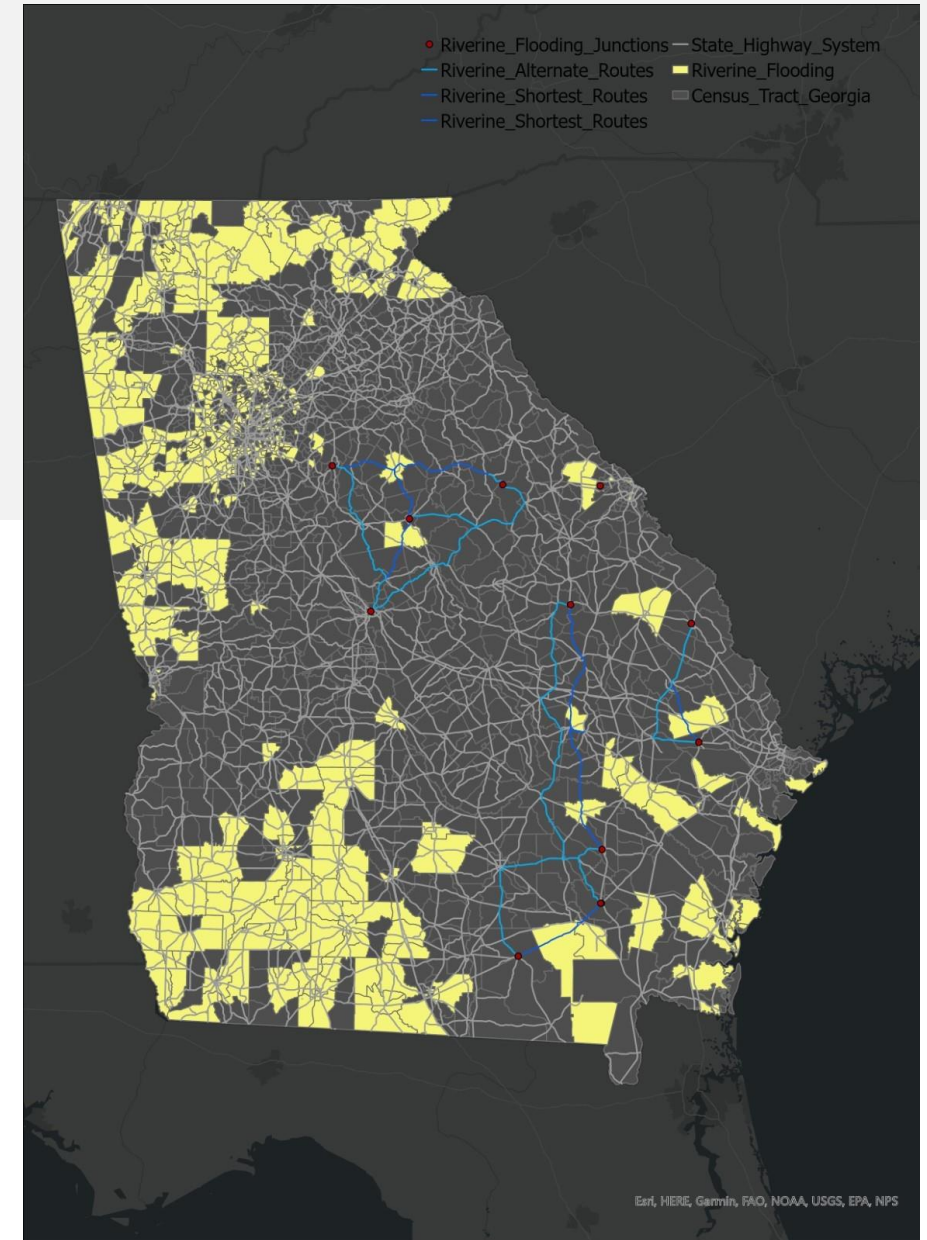 Riverine_Flooding_Junctions State_Highway_System
Riverine_Alternate_Routes Riverine_Flooding
Riverine_Shortest_Routes Census_Tract_Georgia
Riverine_Shortest_Routes
Esri, HERE, Garmin, FAO, NOAA, USGS, EPA, NPS